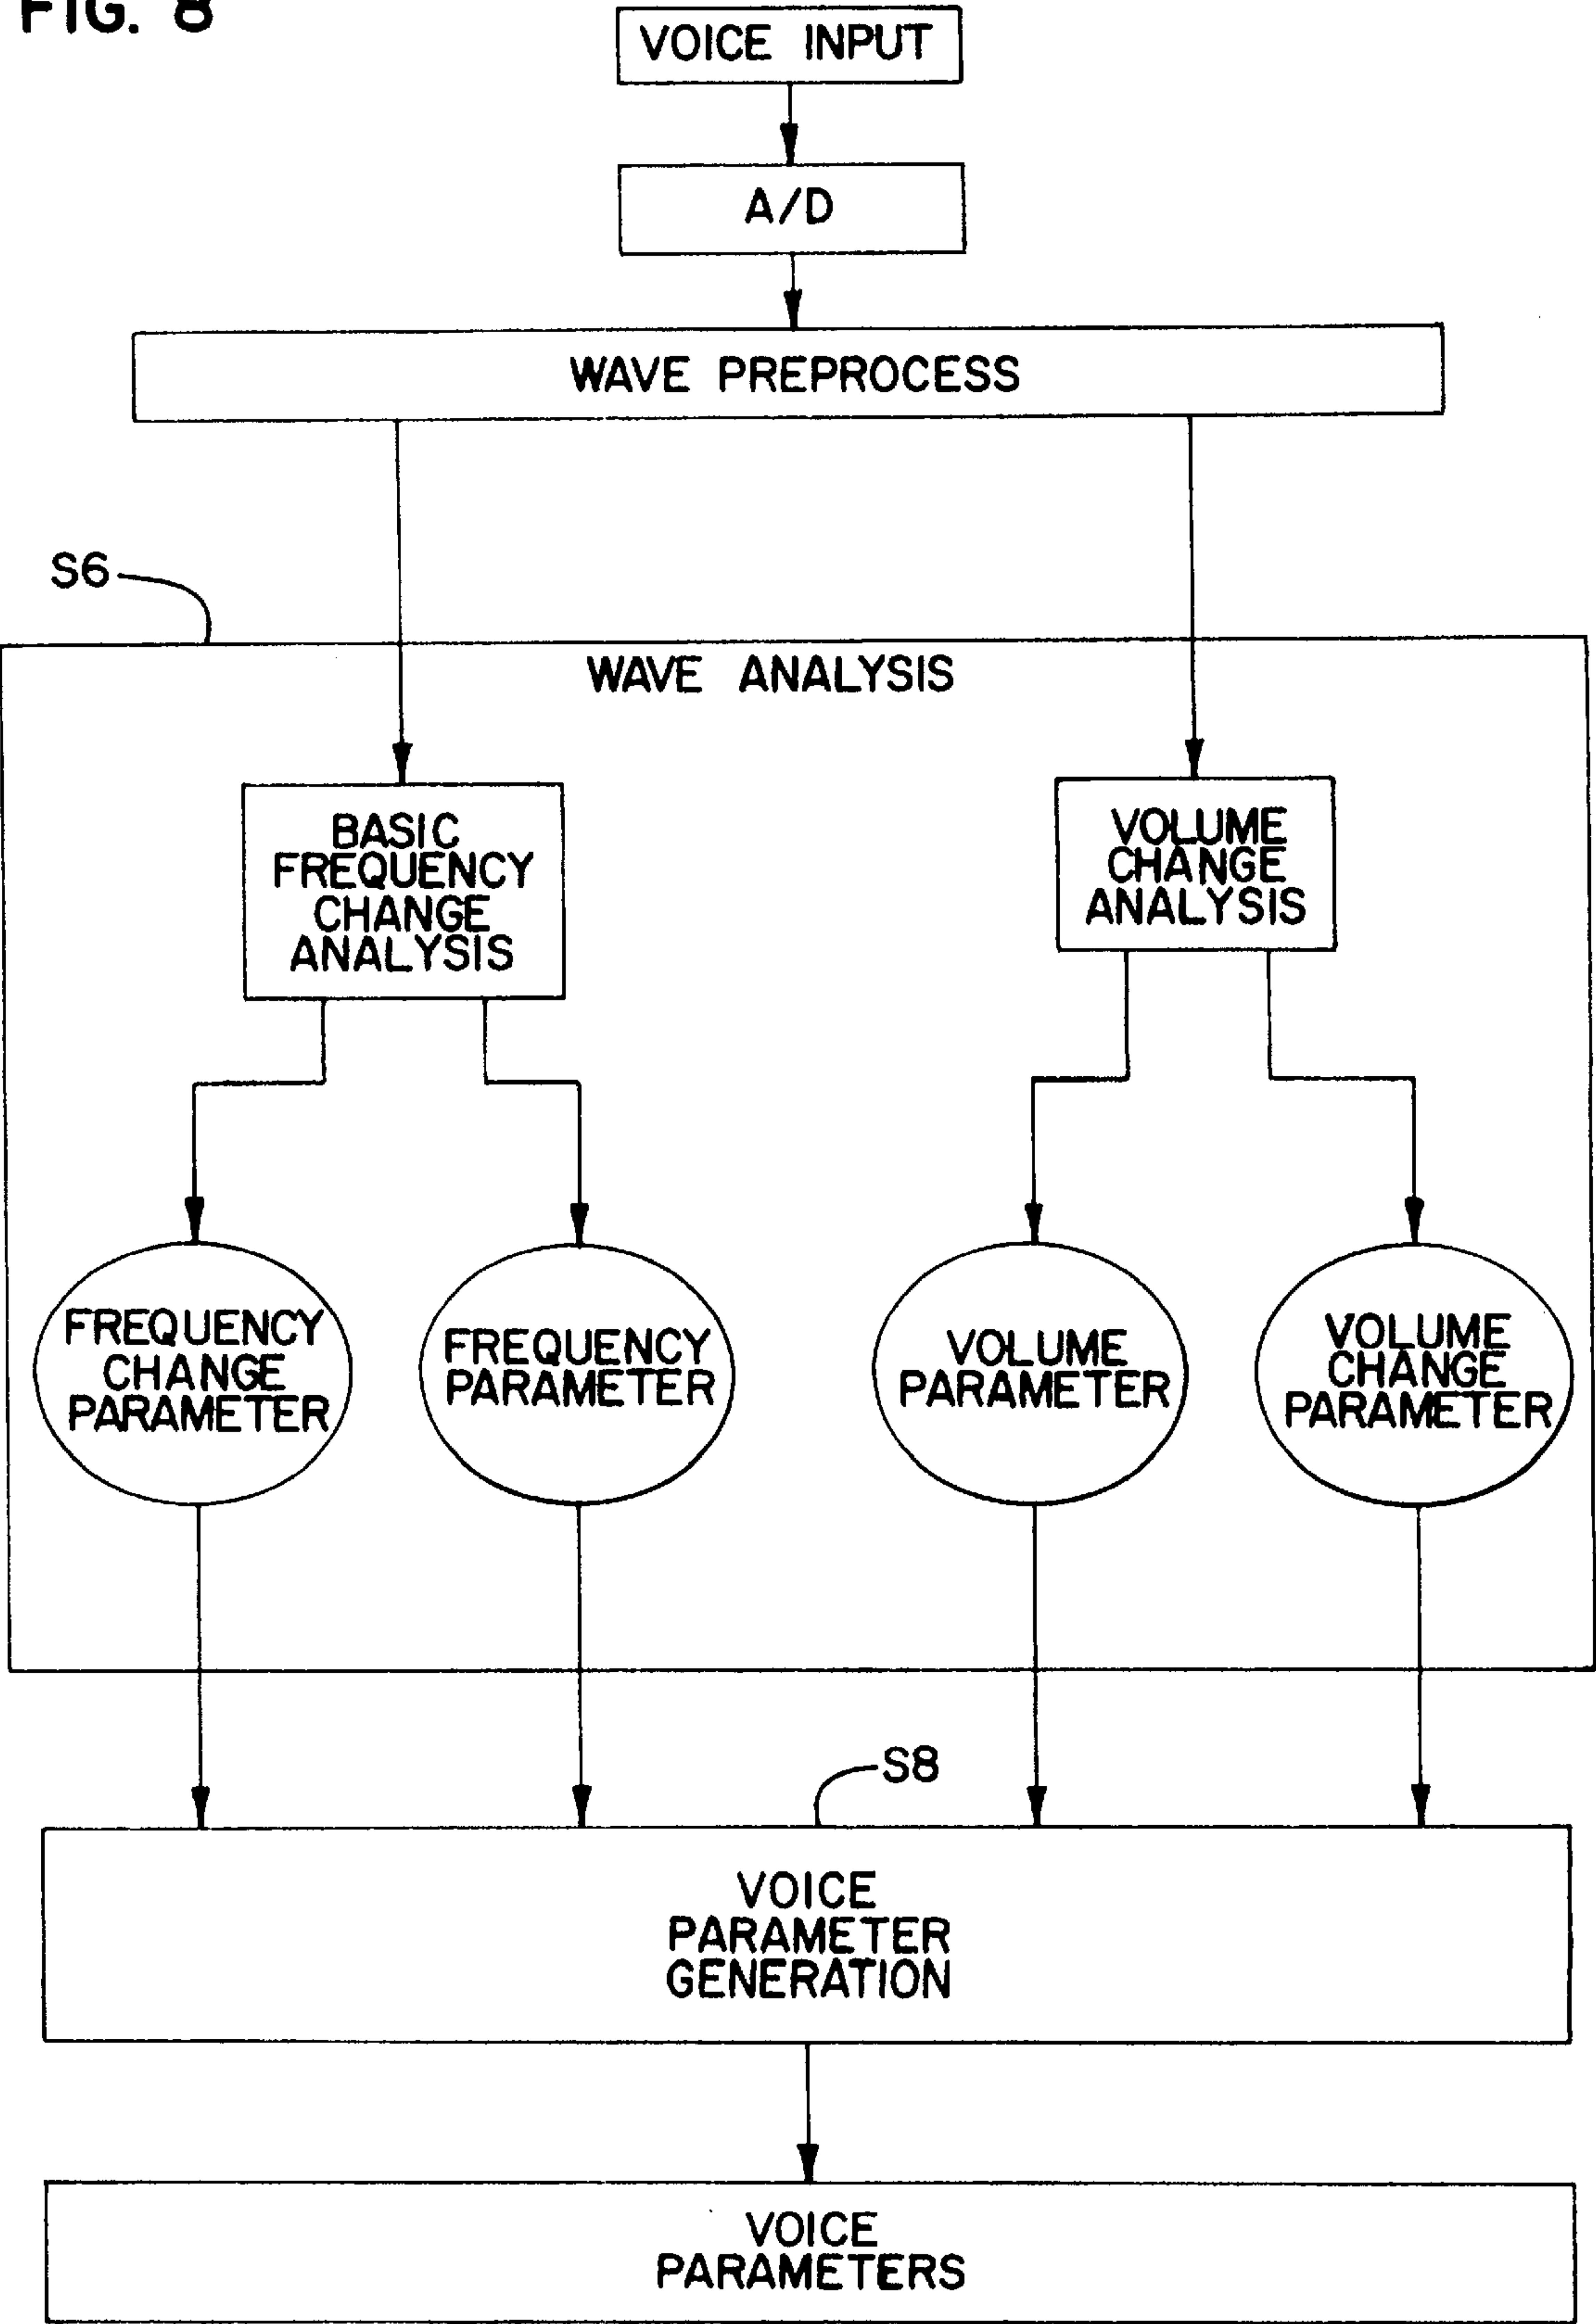 FIG. 8
VOICE INPUT
A/D
WAVE PREPROCESS
S6
WAVE ANALYSIS
BASIC
FREQUENCY
CHANGE
ANALYSIS
VOLUME
CHANGE
ANALYSIS
FREQUENCY
CHANGE
PARAMETER
FREQUENCY
PARAMETER
VOLUME
PARAMETER
VOLUME
CHANGE
PARAMETER
S8
VOICE
PARAMETER
GENERATION
VOICE
PARAMETERS